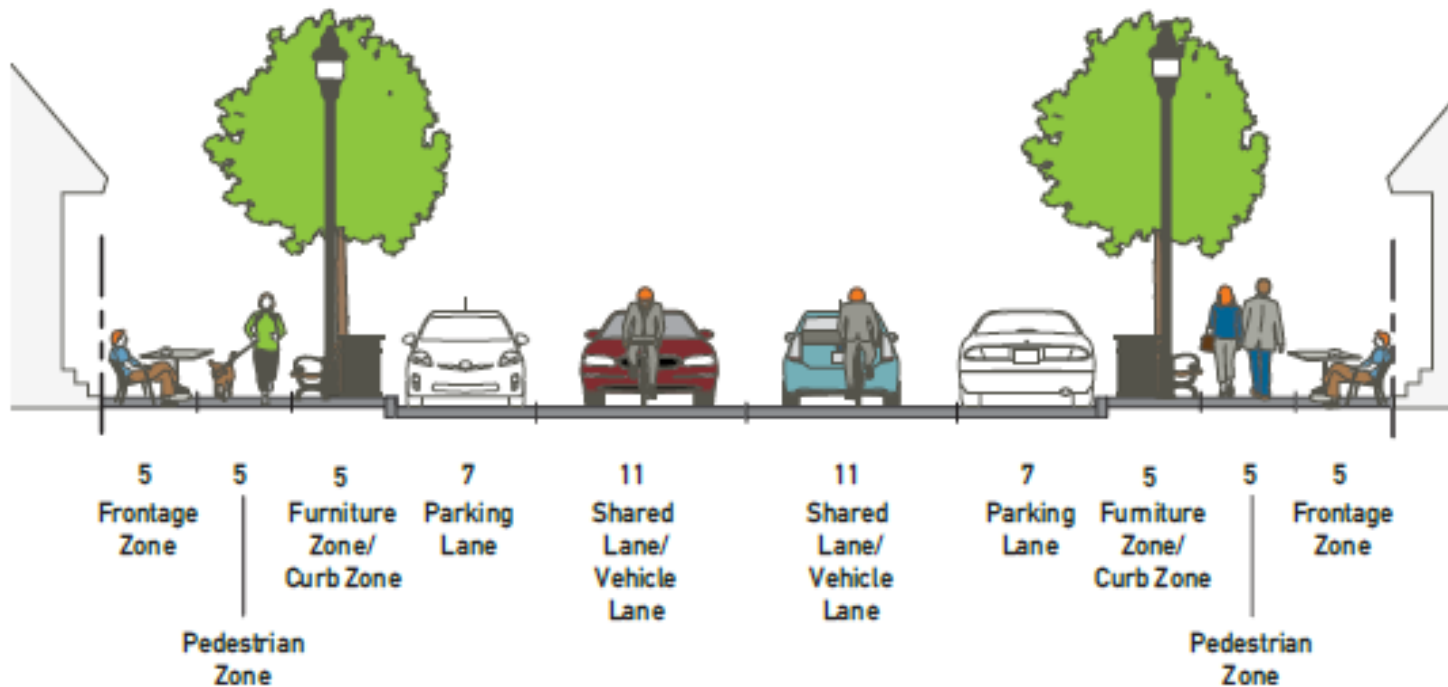 5 5 5 7 11 11 7 5 5 5
Frontage Furniture Parking Shared Shared Parking Furniture Frontage
Zone Zone/ Lane Lane/ Lane/ Lane Zone/ Zone
Curb Zone Vehicle Vehicle Curb Zone
Lane Lane
Pedestrian Pedestrian
Zone Zone